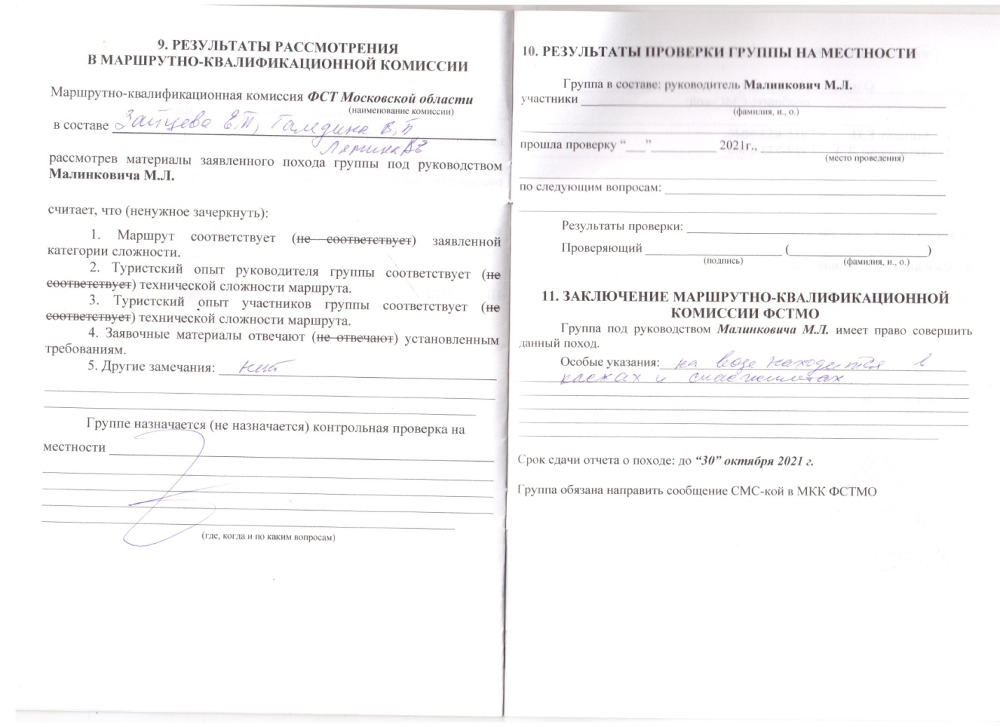 9. РЕЗУЛЬТАТЫ РАССМОТРЕНИЯ
В МАРШРУТНО-КВАЛИФИКАЦИОННОЙ КОМИССИИ
Маршрутно-квалификационная комиссия ФСТ Московской области
(наименование комиссии)
в составе Зайцева Е.П,
рассмотрев материалы заявленного похода группы под руководством
Малинковича М.Л.
считает, что (ненужное зачеркнуть):
1. Маршрут соответствует (не соответствует) заявленной
категории сложности.
2. Туристский опыт руководителя группы соответствует (не
соответствует) технической сложности маршрута.
3. Туристский опыт участников группы соответствует (не
соответствует) технической сложности маршрута.
4. Заявочные материалы отвечают (не отвечают) установленным
требованиям.
5. Другие замечания: нет
Группе назначается (не назначается) контрольная проверка на
местности
(где, когда и по каким вопросам)
10. РЕЗУЛЬТАТЫ ПРОВЕРКИ ГРУППЫ НА МЕСТНОСТИ
Группа в составе: руководитель Малинкович М.Л.
участники
(фамилия, и., о.)
прошла проверку “___”__________ 2021г.,
(место проведения)
по следующим вопросам:
Результаты проверки:
Проверяющий ____________________ (____________________)
(подпись) (фамилия, и., о.)
11. ЗАКЛЮЧЕНИЕ МАРШРУТНО-КВАЛИФИКАЦИОННОЙ
КОМИССИИ ФСТМО
Группа под руководством Малинковича М.Л. имеет право совершить
данный поход.
Особые указания: на воде находится в
касках и спасжилетах
Срок сдачи отчета о походе: до “30” октября 2021 г.
Группа обязана направить сообщение СМС-кой в МКК ФСТМО